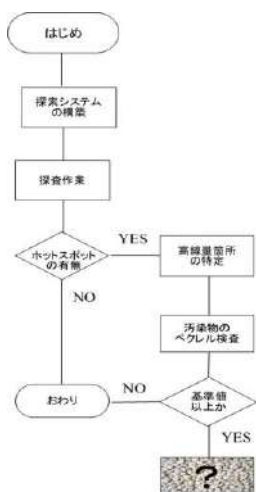 はじめ
探索システム
の構築
探査作業
ホットスポット
の有無
YES
高線量箇所
の特定
NO
汚染物の
ベクレル検査
おわり
NO
基準値
以上か
YES
?